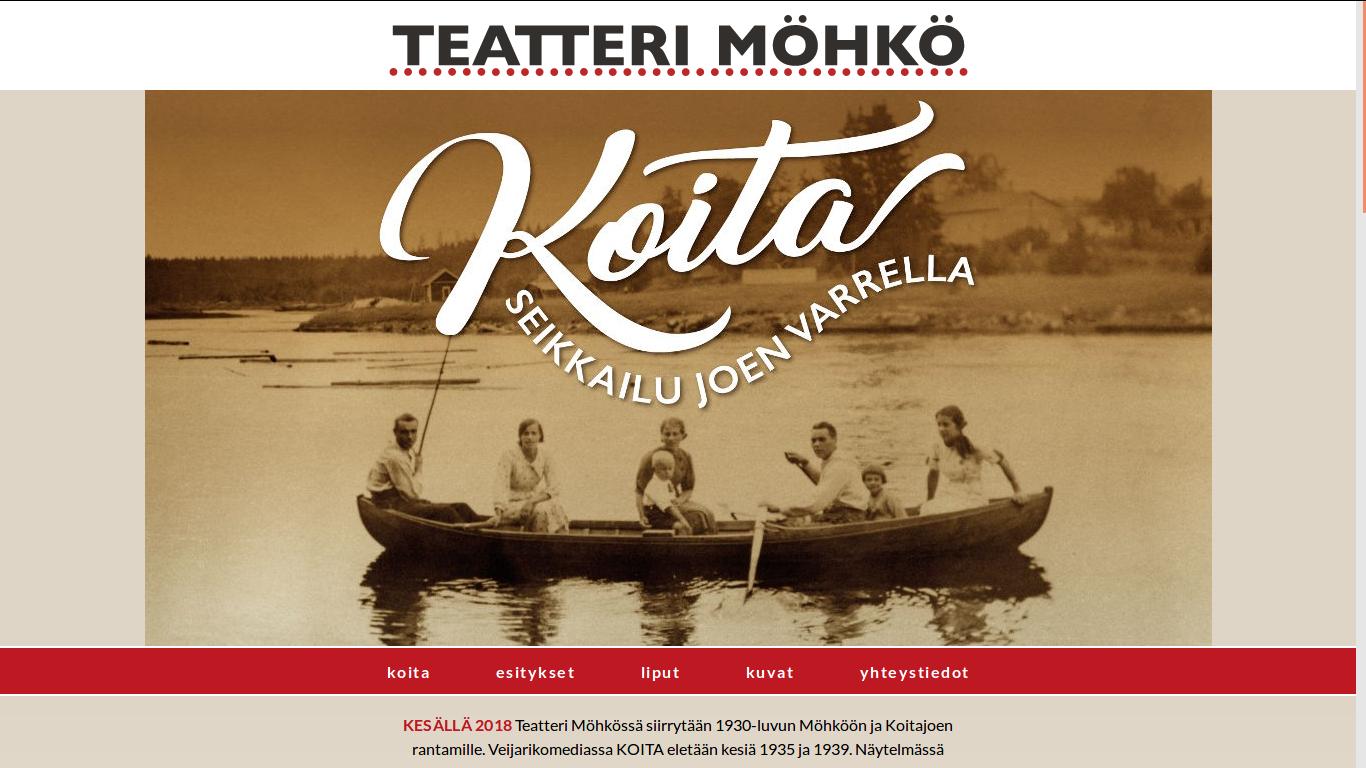 TEATTERI MÖHKÖ
Koita
SEIKKAILU JOEN VARRELLA
koita esitykset liput kuvat yhteystiedot
KESÄLLÄ 2018 Teatteri Möhkössä siirrytään 1930-luvun Möhköön ja Koitajoen
rantamille. Veijarikomediassa KOITA eletään kesiä 1935 ja 1939. Näytelmässä